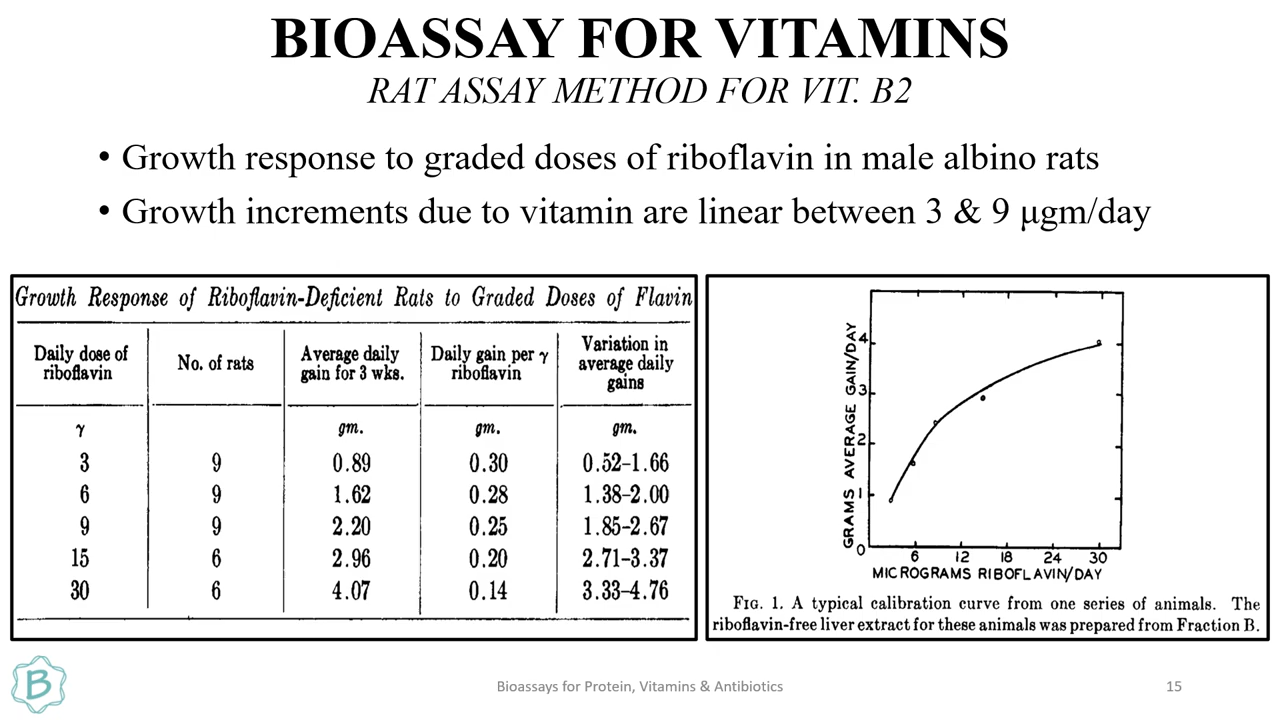 BIOASSAY FOR VITAMINS
RAT ASSAY METHOD FOR VIT. B2
• Growth response to graded doses of riboflavin in male albino rats
• Growth increments due to vitamin are linear between 3 & 9 µgm/day
Growth Response of Riboflavin-Deficient Rats to Graded Doses of Flavin
Daily dose of riboflavin No. of rats Average daily gain for 3 wks. Daily gain per γ riboflavin Variation in average daily gains
γ gm. gm. gm.
3 9 0.89 0.30 0.52–1.66
6 9 1.62 0.28 1.38–2.00
9 9 2.20 0.25 1.85–2.67
15 6 2.96 0.20 2.71–3.37
30 6 4.07 0.14 3.33–4.76
GRAMS AVERAGE GAIN/DAY
4
3
2
1
0
6 12 18 24 30
MICROGRAMS RIBOFLAVIN/DAY
FIG. 1. A typical calibration curve from one series of animals. The
riboflavin-free liver extract for these animals was prepared from Fraction B.
B
Bioassays for Protein, Vitamins & Antibiotics
15